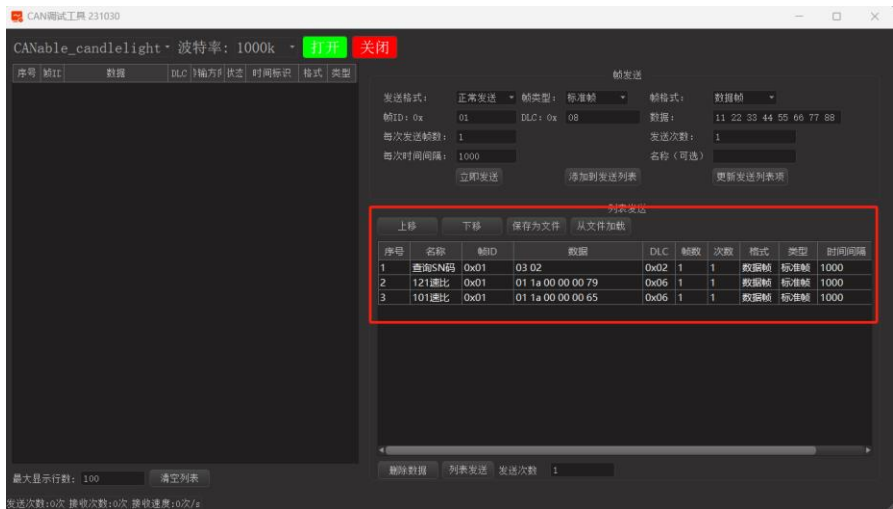 CAN调试工具 231030
CANable_candlelight 波特率: 1000k 打开 关闭
序号 帧ID 数据 DLC 状态 时间标识 格式 类型
帧发送
发送格式: 正常发送 帧类型: 标准帧 帧格式: 数据帧
帧ID: 0x 01 DLC: 0x 08 数据: 11 22 33 44 55 66 77 88
每次发送帧数: 1 发送次数: 1
每次时间间隔: 1000 名称(可选)
立即发送 添加到发送列表 更新发送列表项
列表发送
上移 下移 保存为文件 从文件加载
序号 名称 帧ID 数据 DLC 帧数 次数 格式 类型 时间间隔
1 查询SN码 0x01 03 02 0x02 1 1 数据帧 标准帧 1000
2 121速比 0x01 01 1a 00 00 00 79 0x06 1 1 数据帧 标准帧 1000
3 101速比 0x01 01 1a 00 00 00 65 0x06 1 1 数据帧 标准帧 1000
删除数据 列表发送 发送次数 1
最大显示行数: 100 清空列表
发送次数:0次 接收次数:0次 接收速度:0次/s